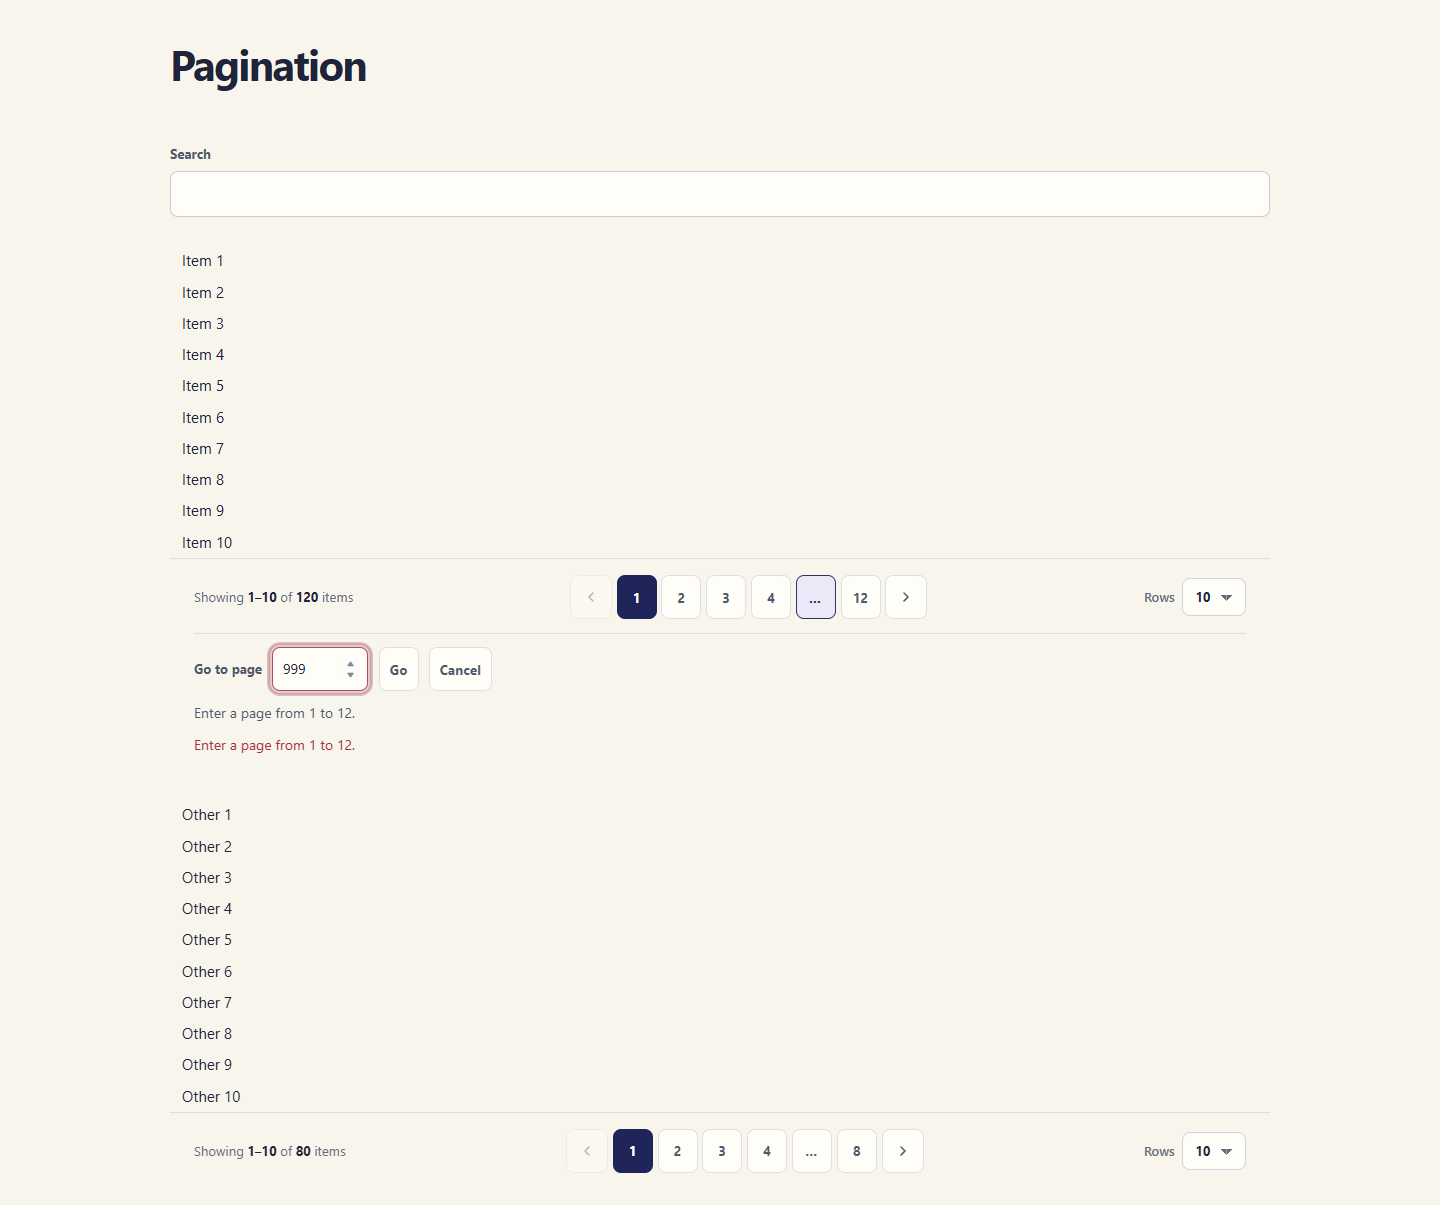 Pagination
Search
Item 1
Item 2
Item 3
Item 4
Item 5
Item 6
Item 7
Item 8
Item 9
Item 10
Showing 1–10 of 120 items 1 2 3 4 ... 12 Rows 10
Go to page 999 Go Cancel
Enter a page from 1 to 12.
Enter a page from 1 to 12.
Other 1
Other 2
Other 3
Other 4
Other 5
Other 6
Other 7
Other 8
Other 9
Other 10
Showing 1–10 of 80 items 1 2 3 4 ... 8 Rows 10